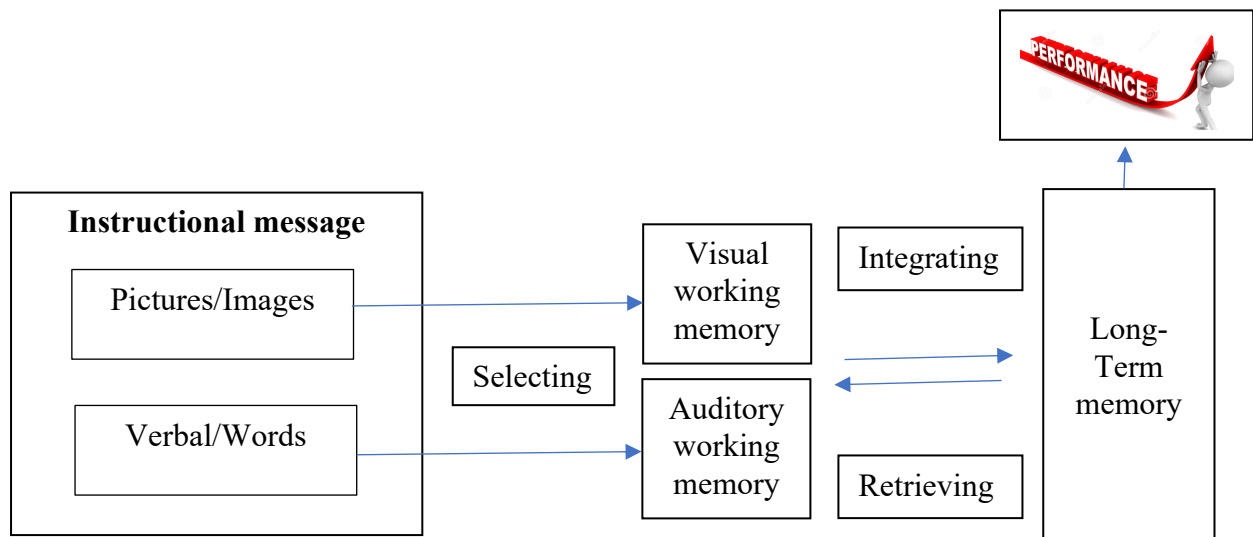 PERFORMANCE
Instructional message
Pictures/Images
Verbal/Words
Selecting
Visual
working
memory
Auditory
working
memory
Integrating
Retrieving
Long-
Term
memory